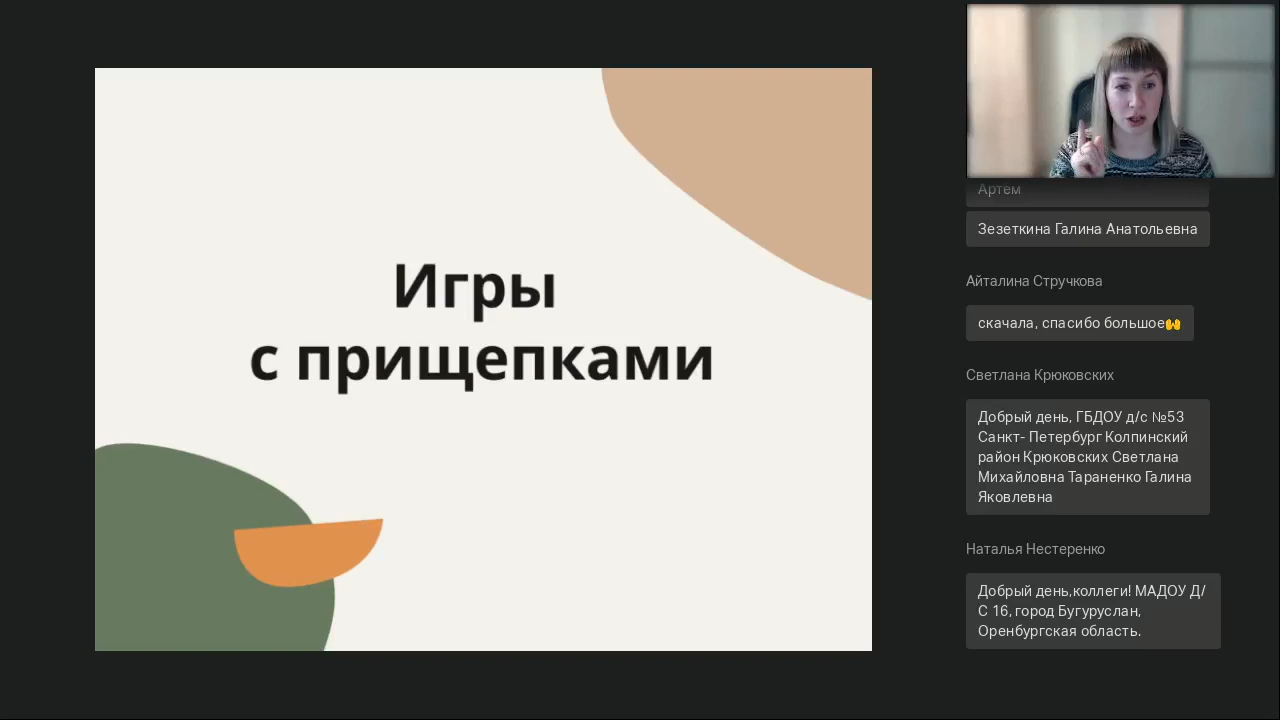 Игры
с прищепками
Артем
Зезеткина Галина Анатольевна
Айталина Стручкова
скачала, спасибо большое🙌
Светлана Крюковских
Добрый день, ГБДОУ д/с №53
Санкт- Петербург Колпинский
район Крюковских Светлана
Михайловна Тараненко Галина
Яковлевна
Наталья Нестеренко
Добрый день,коллеги! МАДОУ Д/
С 16, город Бугуруслан,
Оренбургская область.